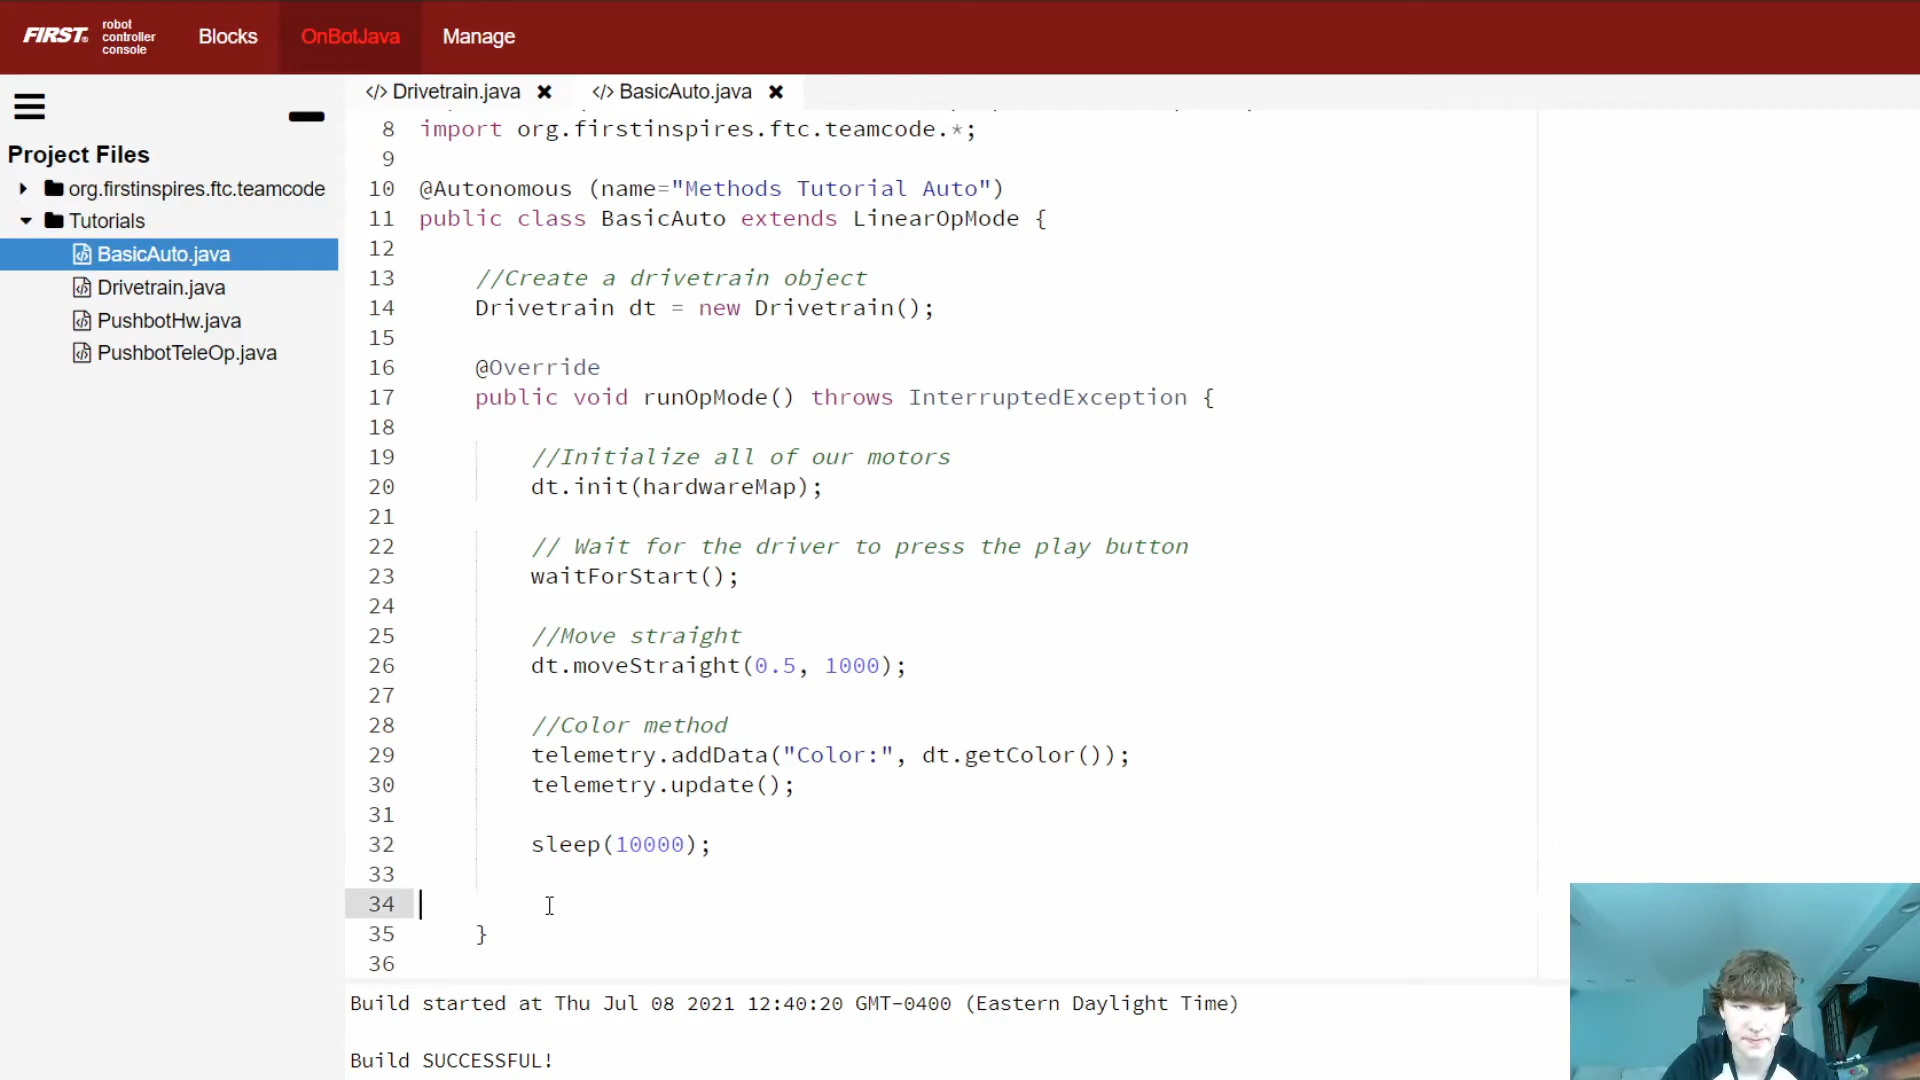 FIRST® robot controller console Blocks OnBotJava Manage
</> Drivetrain.java ✖ </> BasicAuto.java ✖
Project Files
org.firstinspires.ftc.teamcode
Tutorials
BasicAuto.java
Drivetrain.java
PushbotHw.java
PushbotTeleOp.java
8 import org.firstinspires.ftc.teamcode.*;
9
10 @Autonomous (name="Methods Tutorial Auto")
11 public class BasicAuto extends LinearOpMode {
12
13 //Create a drivetrain object
14 Drivetrain dt = new Drivetrain();
15
16 @Override
17 public void runOpMode() throws InterruptedException {
18
19 //Initialize all of our motors
20 dt.init(hardwareMap);
21
22 // Wait for the driver to press the play button
23 waitForStart();
24
25 //Move straight
26 dt.moveStraight(0.5, 1000);
27
28 //Color method
29 telemetry.addData("Color:", dt.getColor());
30 telemetry.update();
31
32 sleep(10000);
33
34
35 }
36
Build started at Thu Jul 08 2021 12:40:20 GMT-0400 (Eastern Daylight Time)
Build SUCCESSFUL!